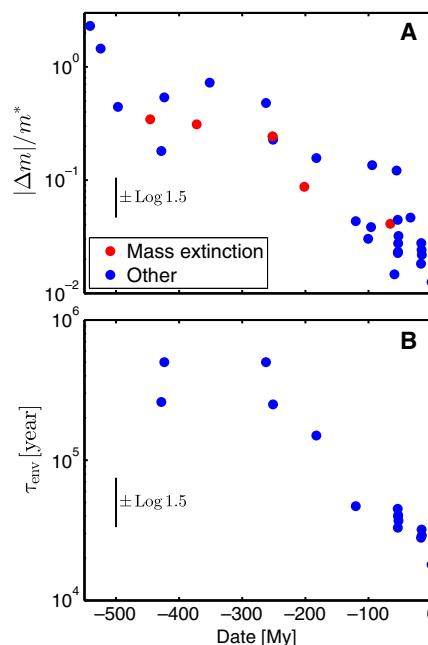 A
10^0
10^-1
10^-2
|Δm|/m*
± Log 1.5
Mass extinction
Other
B
10^6
10^5
10^4
τ_env [year]
± Log 1.5
−500 −400 −300 −200 −100 0
Date [My]